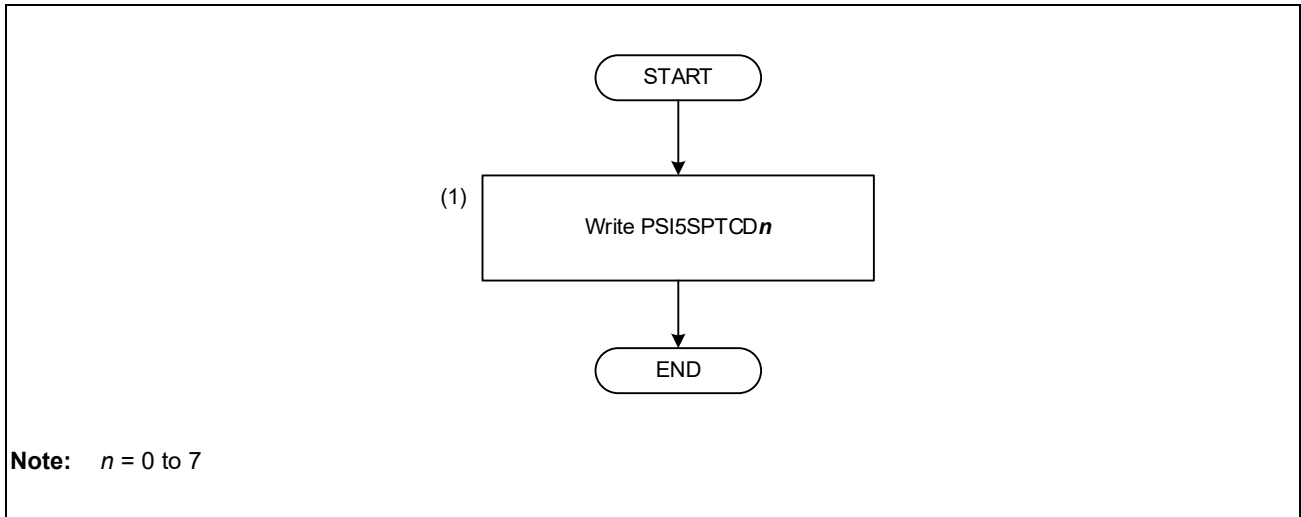 START
(1)
Write PSI5SPTCDn
END
Note: n = 0 to 7